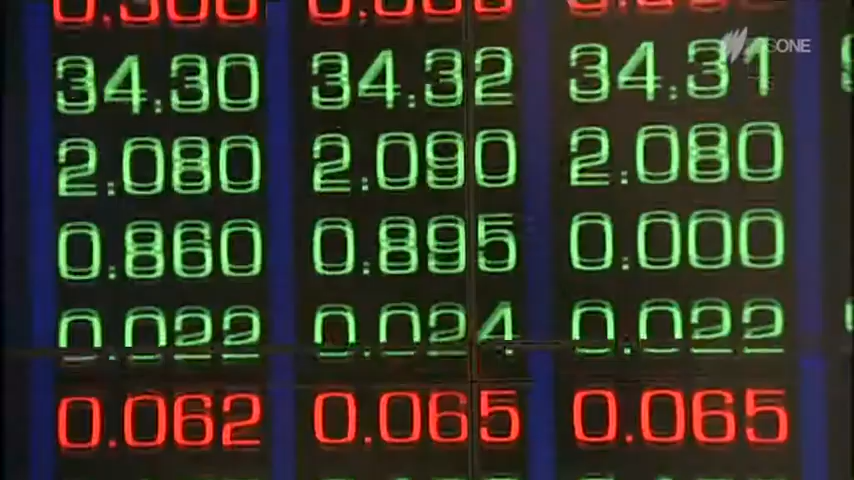 SBS ONE
34.30 34.32 34.31
2.080 2.090 2.080
0.860 0.895 0.000
0.022 0.024 0.022
0.062 0.065 0.065